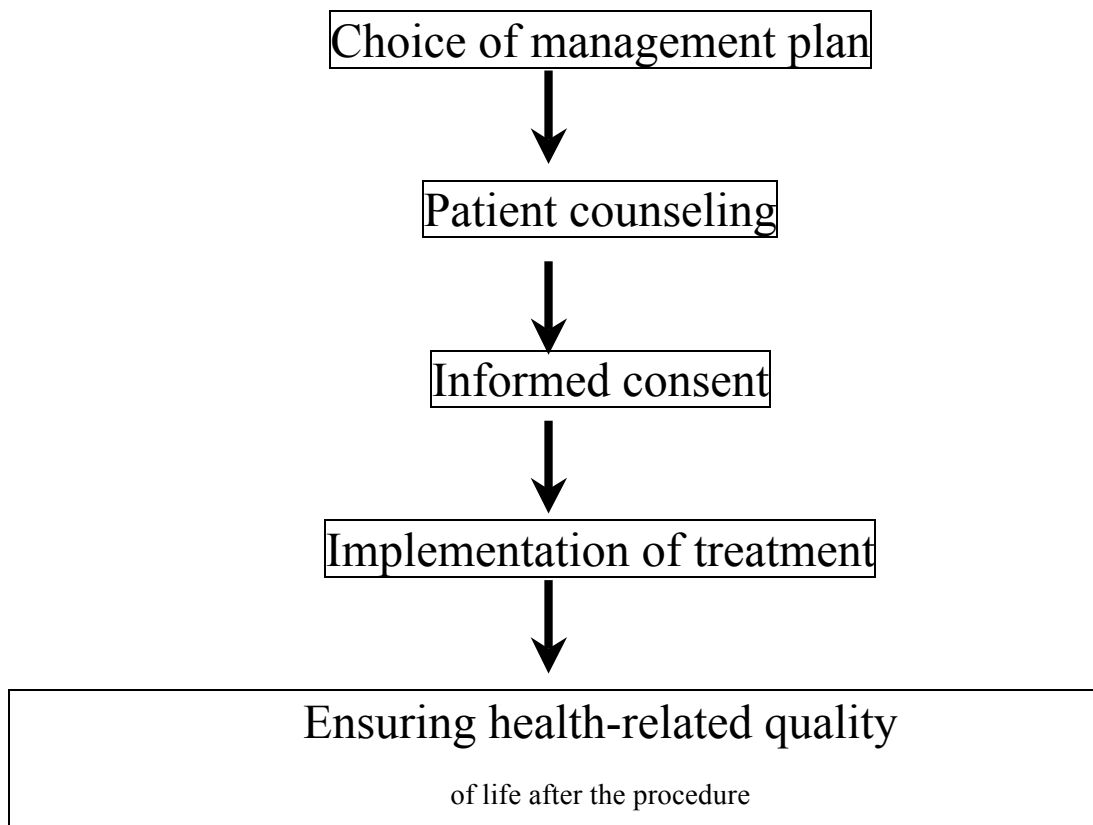 Choice of management plan
Patient counseling
Informed consent
Implementation of treatment
Ensuring health-related quality
of life after the procedure